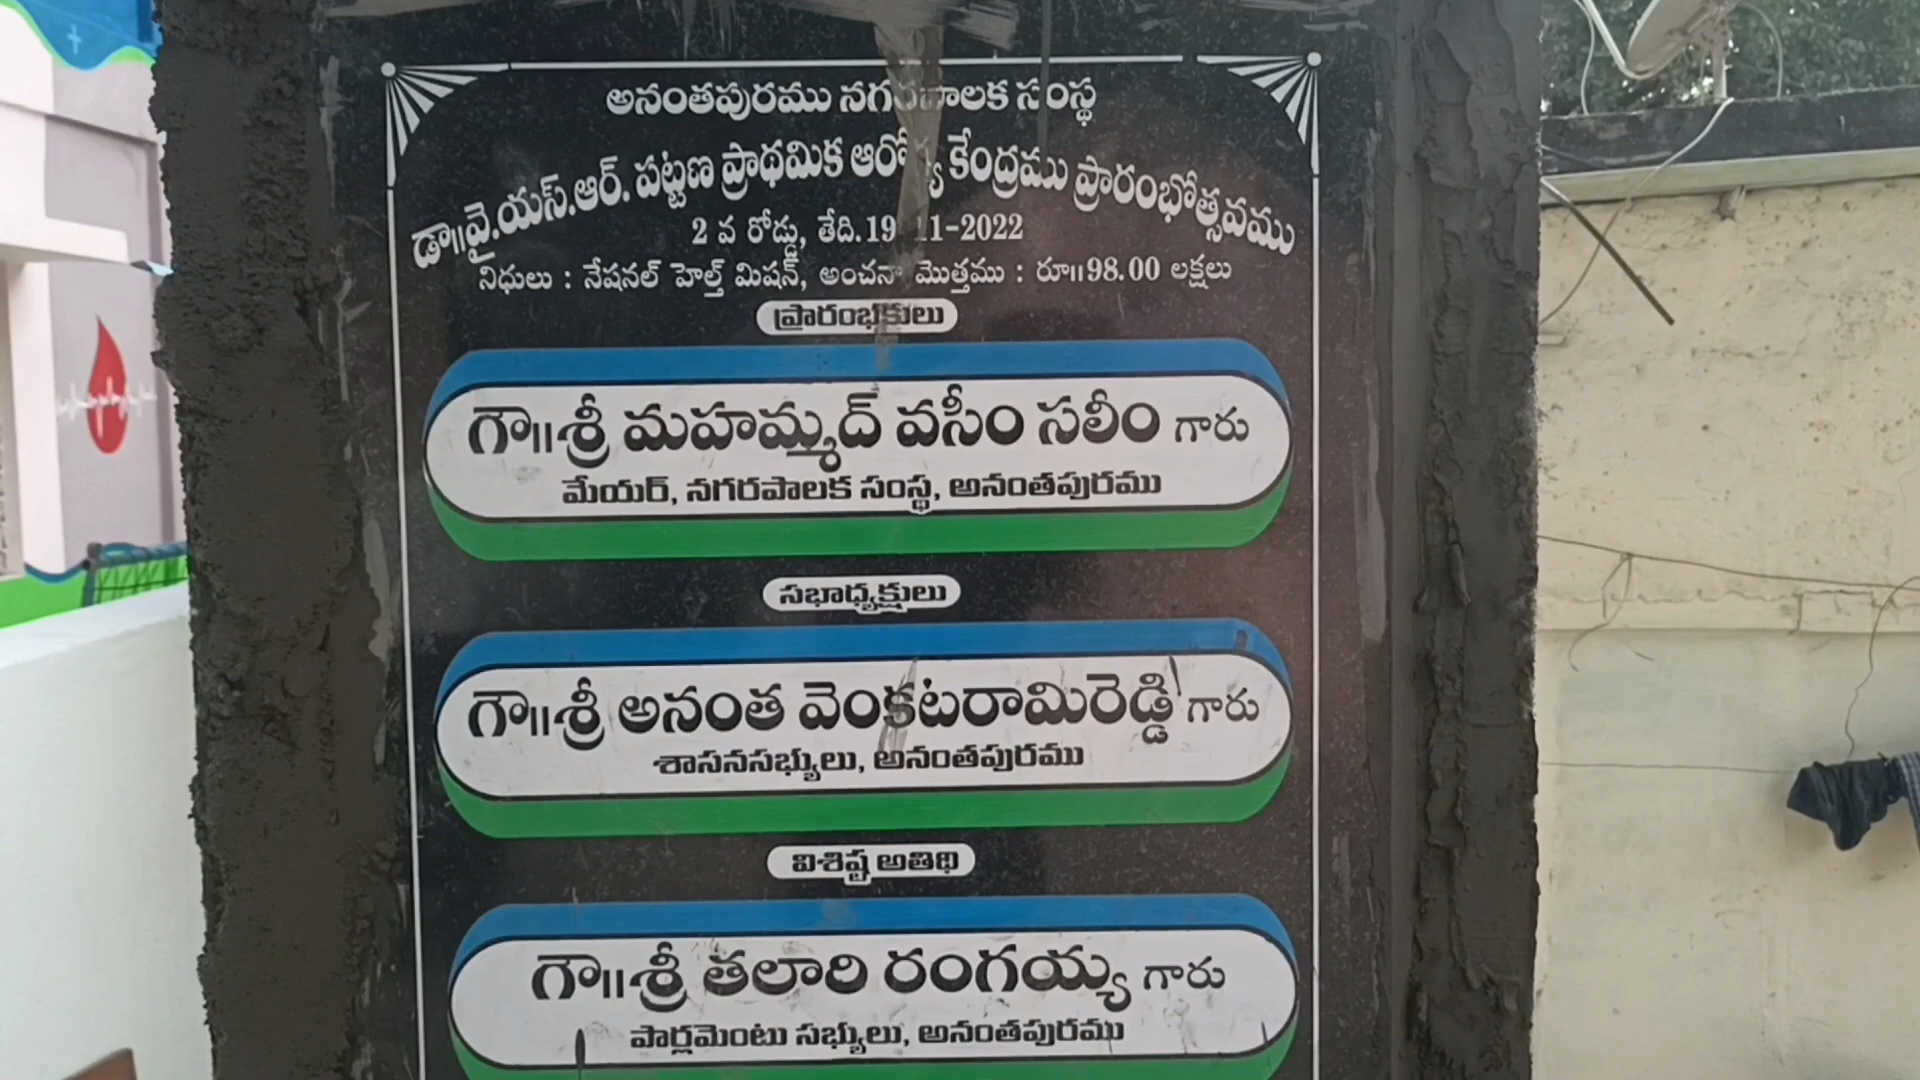 అనంతపురము నగరపాలక సంస్థ
డా॥వై.యస్.ఆర్. పట్టణ ప్రాథమిక ఆరోగ్య కేంద్రము ప్రారంభోత్సవము
2 వ రోడ్డు, తేది.19-11-2022
నిధులు : నేషనల్ హెల్త్ మిషన్, అంచనా మొత్తము : రూ॥98.00 లక్షలు
ప్రారంభకులు
గౌ॥శ్రీ మహమ్మద్ వసీం సలీం గారు
మేయర్, నగరపాలక సంస్థ, అనంతపురము
సభాధ్యక్షులు
గౌ॥శ్రీ అనంత వెంకటరామిరెడ్డి గారు
శాసనసభ్యులు, అనంతపురము
విశిష్ట అతిథి
గౌ॥శ్రీ తలారి రంగయ్య గారు
పార్లమెంటు సభ్యులు, అనంతపురము